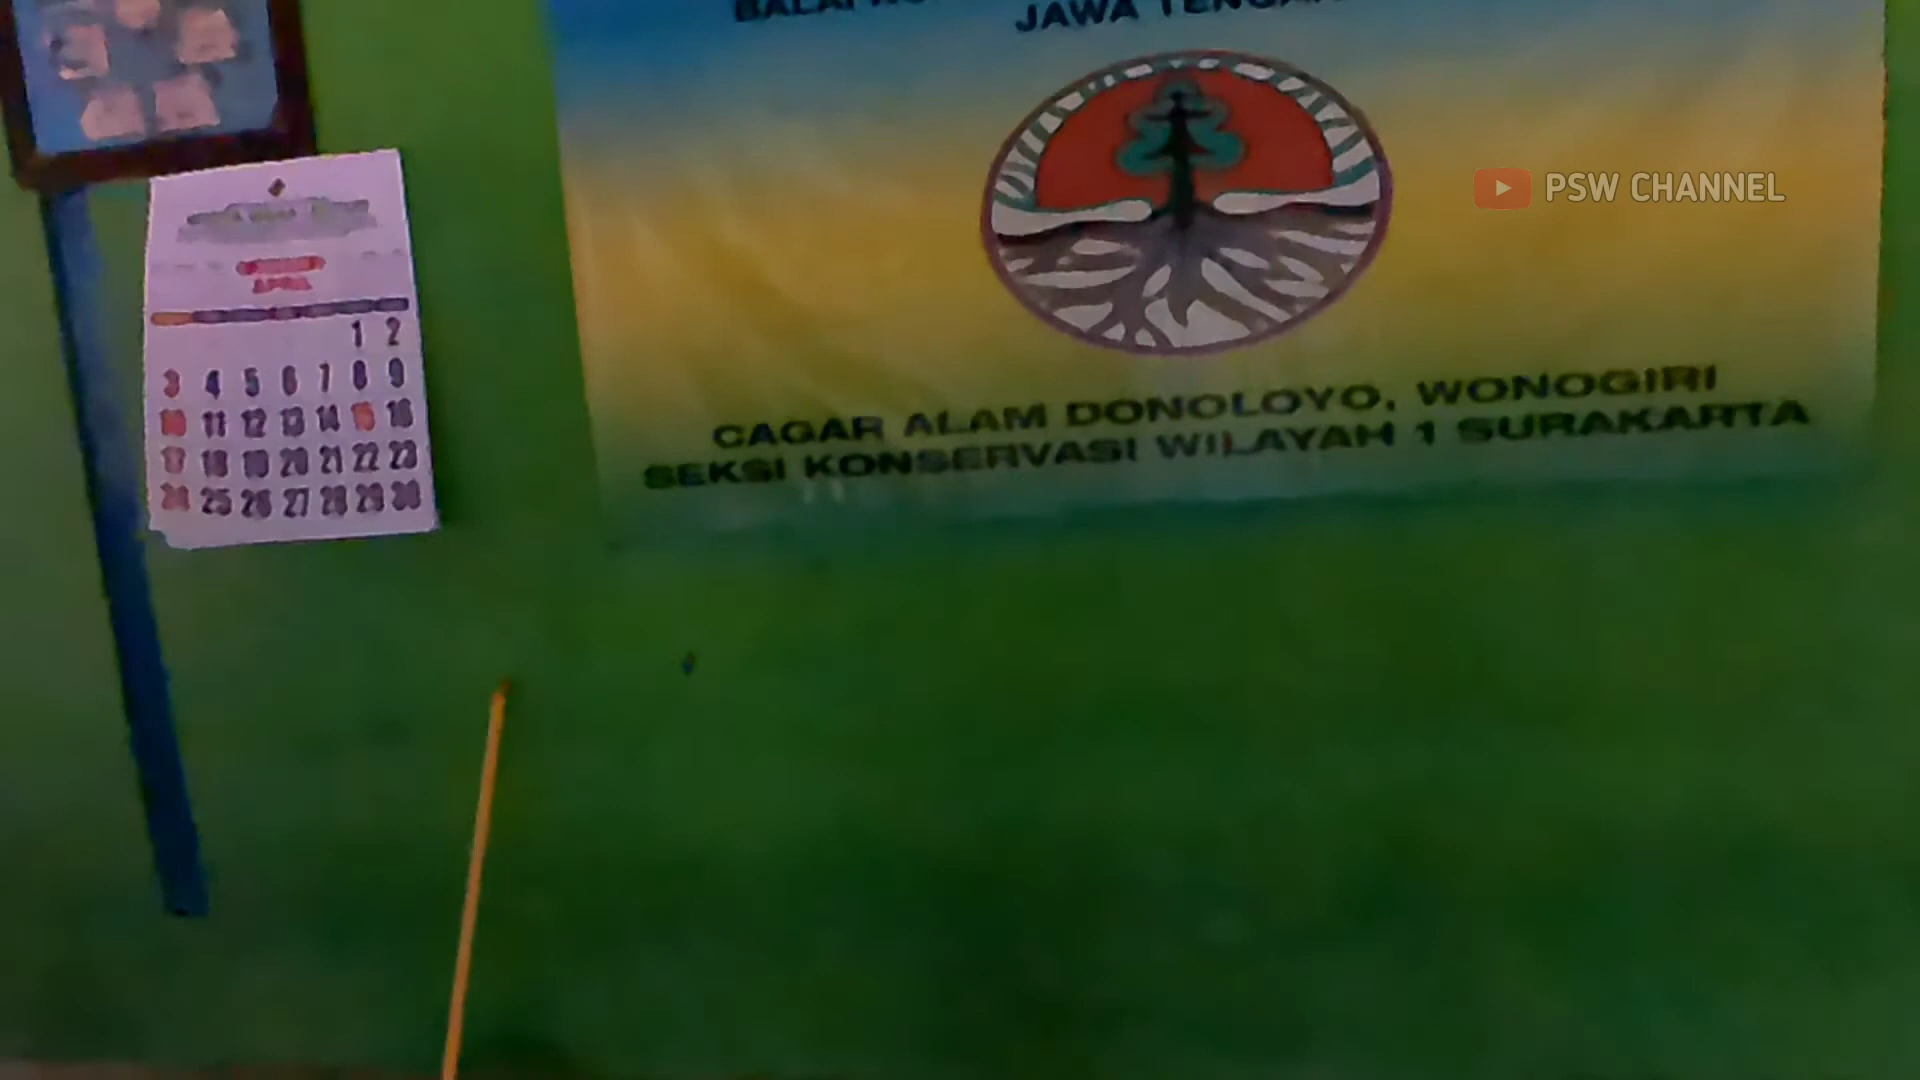 JAWA TENGAH
PSW CHANNEL
CAGAR ALAM DONOLOYO, WONOGIRI
SEKSI KONSERVASI WILAYAH 1 SURAKARTA
APRIL
1 2
3 4 5 6 7 8 9
10 11 12 13 14 15 16
17 18 19 20 21 22 23
24 25 26 27 28 29 30